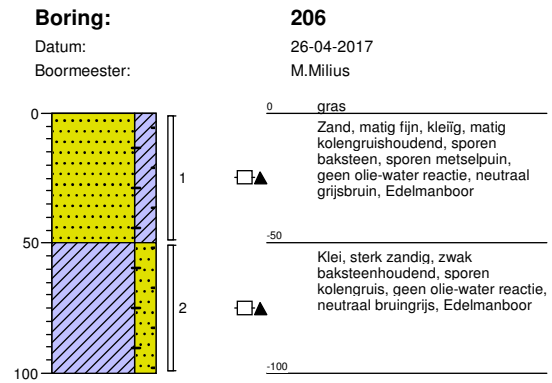 Boring: 206
Datum: 26-04-2017
Boormeester: M.Milius
0
0 gras
Zand, matig fijn, kleiïg, matig
kolengruishoudend, sporen
baksteen, sporen metselpuin,
geen olie-water reactie, neutraal
grijsbruin, Edelmanboor
1
50
-50
Klei, sterk zandig, zwak
baksteenhoudend, sporen
kolengruis, geen olie-water reactie,
neutraal bruingrijs, Edelmanboor
2
100
-100